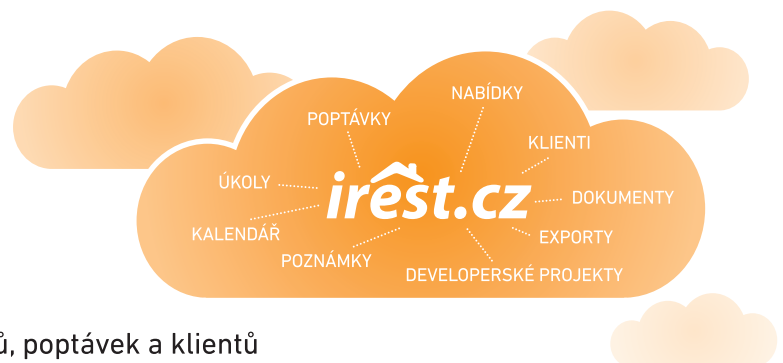 NABÍDKY
POPTÁVKY
KLIENTI
ÚKOLY
irest.cz
DOKUMENTY
KALENDÁŘ
EXPORTY
POZNÁMKY
DEVELOPERSKÉ PROJEKTY
poptávek a klientů